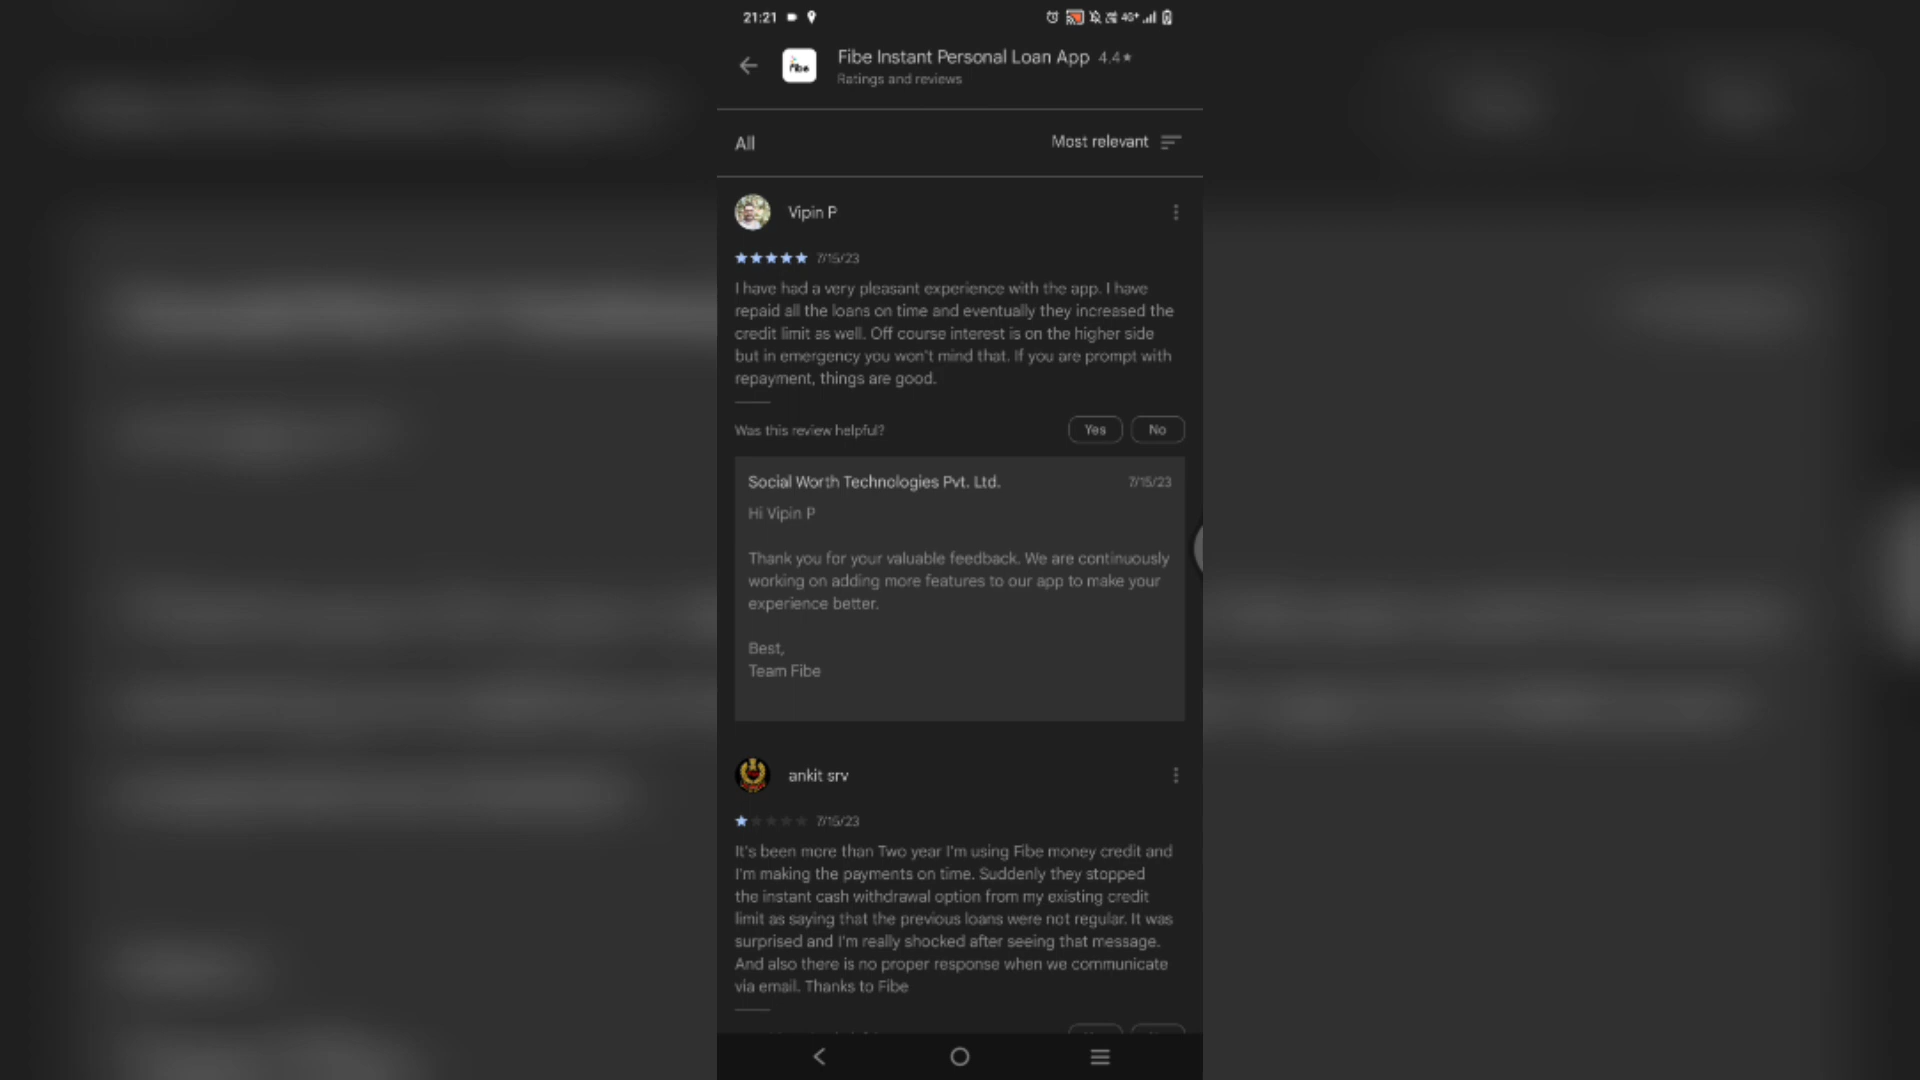 21:21
4G+
Fibe Instant Personal Loan App 4.4★
Ratings and reviews
Fibe
All
Most relevant
Vipin P
7/15/23
I have had a very pleasant experience with the app. I have
repaid all the loans on time and eventually they increased the
credit limit as well. Off course interest is on the higher side
but in emergency you won't mind that. If you are prompt with
repayment, things are good.
Was this review helpful?
Yes
No
Social Worth Technologies Pvt. Ltd.
7/15/23
Hi Vipin P
Thank you for your valuable feedback. We are continuously
working on adding more features to our app to make your
experience better.
Best,
Team Fibe
ankit srv
7/15/23
It's been more than Two year I'm using Fibe money credit and
I'm making the payments on time. Suddenly they stopped
the instant cash withdrawal option from my existing credit
limit as saying that the previous loans were not regular. It was
surprised and I'm really shocked after seeing that message.
And also there is no proper response when we communicate
via email. Thanks to Fibe